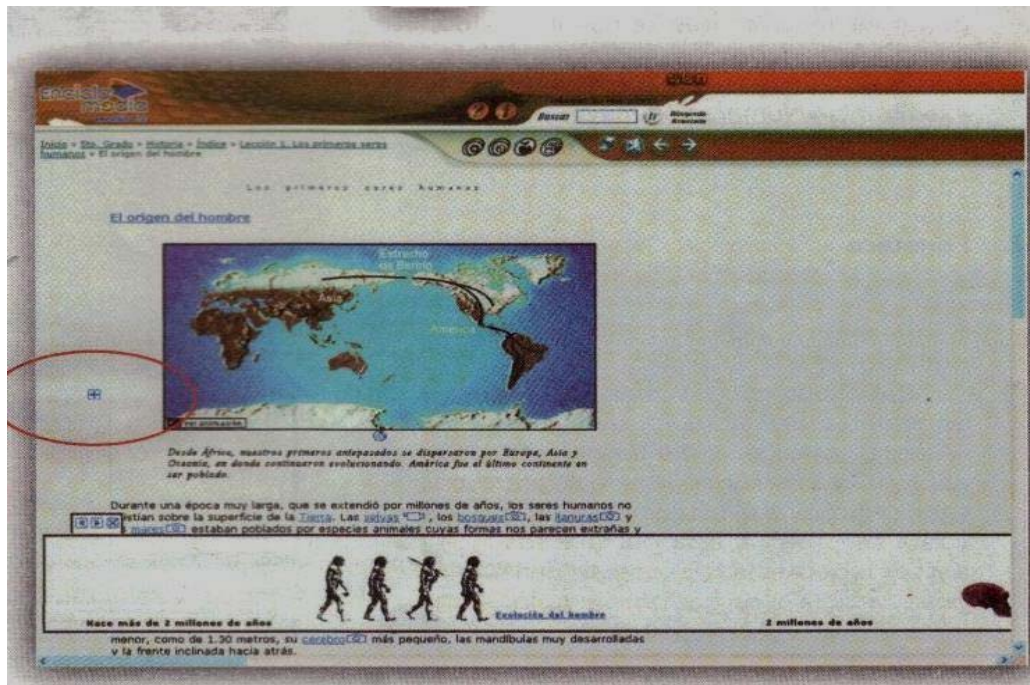 Enciclo
media
Buscar
Ir
Búsqueda
Avanzada
Inicio » 5to. Grado » Historia » Índice » Lección 1. Los primeros seres
humanos » El origen del hombre
Los primeros seres humanos
El origen del hombre
Estrecho
de Bering
Asia
América
Ver animación
Desde África, nuestros primeros antepasados se dispersaron por Europa, Asia y
Oceanía, en donde continuaron evolucionando. América fue el último continente en
ser poblado.
Durante una época muy larga, que se extendió por millones de años, los seres humanos no
stían sobre la superficie de la Tierra. Las selvas, los bosques, las llanuras y
mares estaban poblados por especies animales cuyas formas nos parecen extrañas y
Evolución del hombre
Hace más de 2 millones de años
2 millones de años
menor, como de 1.30 metros, su cerebro más pequeño, las mandíbulas muy desarrolladas
y la frente inclinada hacia atrás.